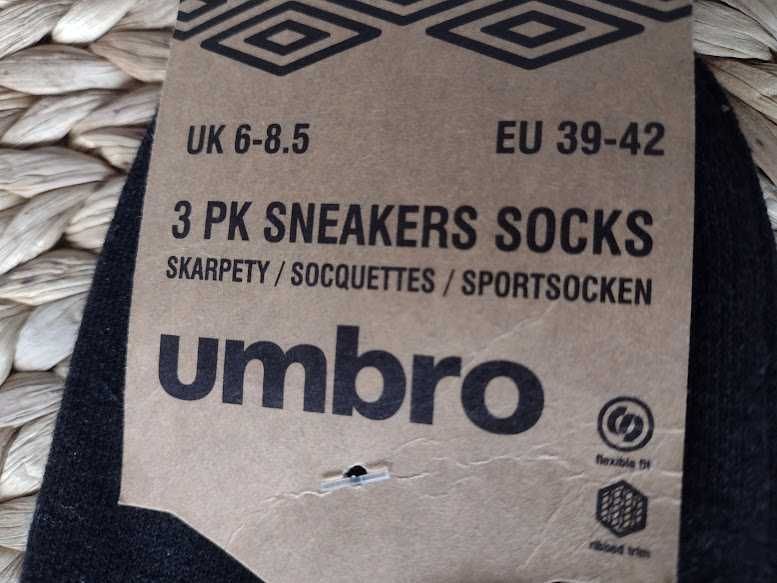 UK 6-8.5 EU 39-42
3 PK SNEAKERS SOCKS
SKARPETY / SOCQUETTES / SPORTSOCKEN
umbro
flexible fit
ribbed trim